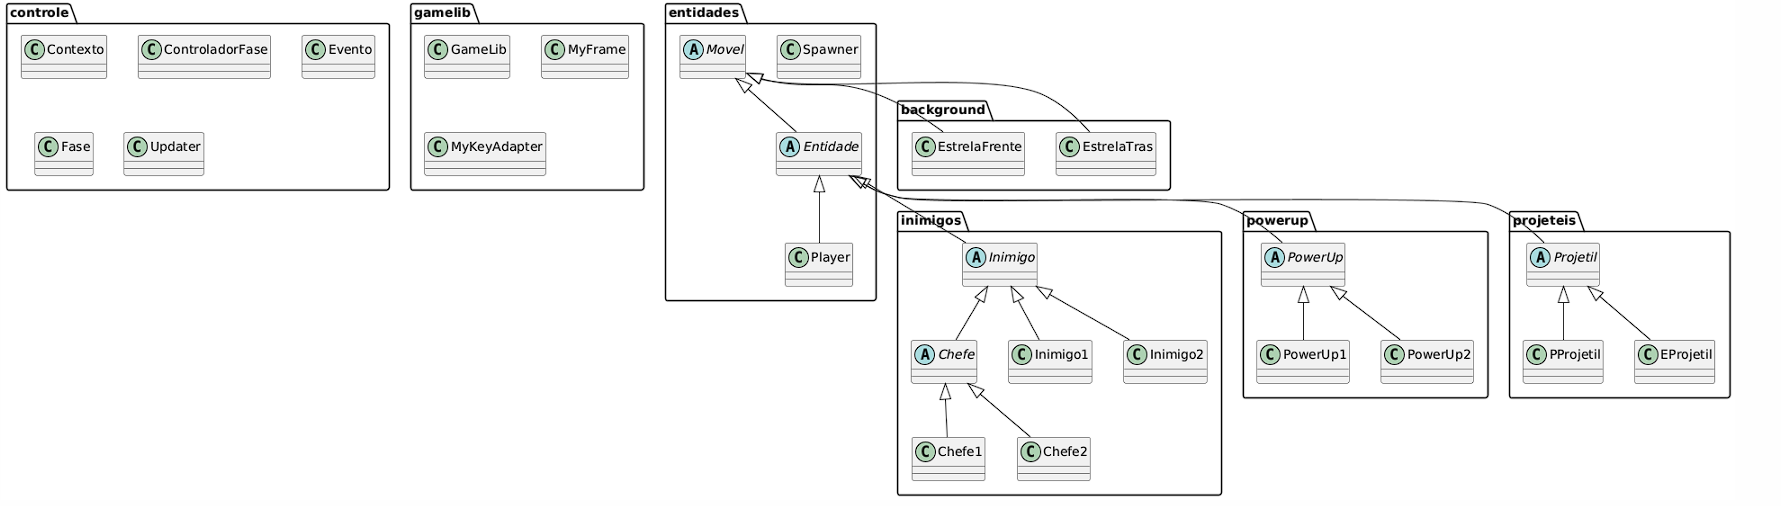 controle
C Contexto
C ControladorFase
C Evento
C Fase
C Updater
gamelib
C GameLib
C MyFrame
C MyKeyAdapter
entidades
A Movel
C Spawner
A Entidade
C Player
background
C EstrelaFrente
C EstrelaTras
inimigos
A Inimigo
A Chefe
C Inimigo1
C Inimigo2
C Chefe1
C Chefe2
powerup
A PowerUp
C PowerUp1
C PowerUp2
projeteis
A Projetil
C PProjetil
C EProjetil